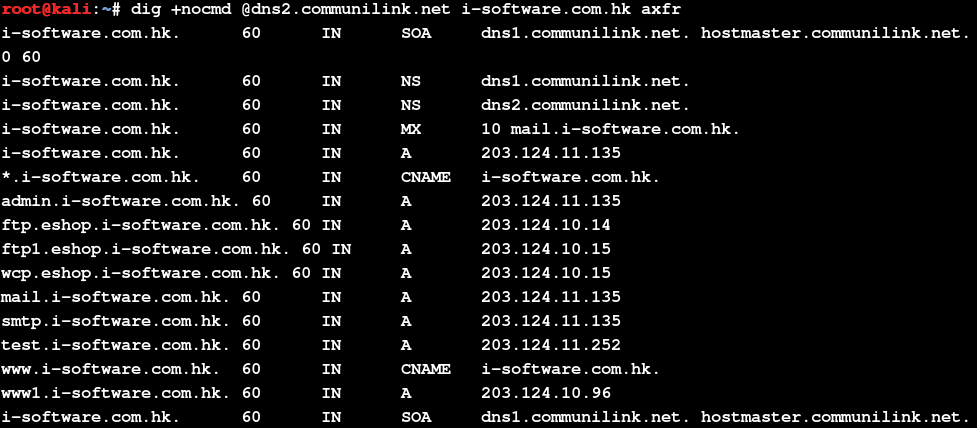 root@kali:~# dig +nocmd @dns2.communilink.net i-software.com.hk axfr
i-software.com.hk. 60 IN SOA dns1.communilink.net. hostmaster.communilink.net.
0 60
i-software.com.hk. 60 IN NS dns1.communilink.net.
i-software.com.hk. 60 IN NS dns2.communilink.net.
i-software.com.hk. 60 IN MX 10 mail.i-software.com.hk.
i-software.com.hk. 60 IN A 203.124.11.135
*.i-software.com.hk. 60 IN CNAME i-software.com.hk.
admin.i-software.com.hk. 60 IN A 203.124.11.135
ftp.eshop.i-software.com.hk. 60 IN A 203.124.10.14
ftp1.eshop.i-software.com.hk. 60 IN A 203.124.10.15
wcp.eshop.i-software.com.hk. 60 IN A 203.124.10.15
mail.i-software.com.hk. 60 IN A 203.124.11.135
smtp.i-software.com.hk. 60 IN A 203.124.11.135
test.i-software.com.hk. 60 IN A 203.124.11.252
www.i-software.com.hk. 60 IN CNAME i-software.com.hk.
www1.i-software.com.hk. 60 IN A 203.124.10.96
i-software.com.hk. 60 IN SOA dns1.communilink.net. hostmaster.communilink.net.